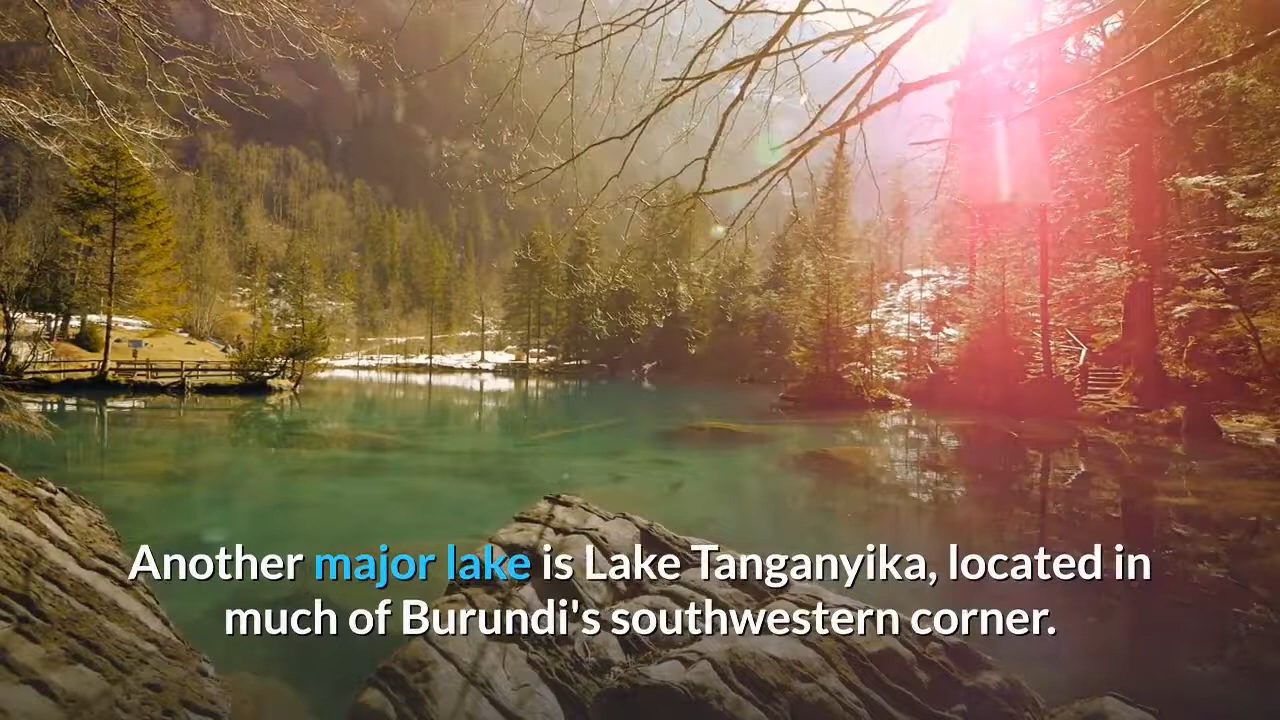 Another major lake is Lake Tanganyika, located in
much of Burundi's southwestern corner.